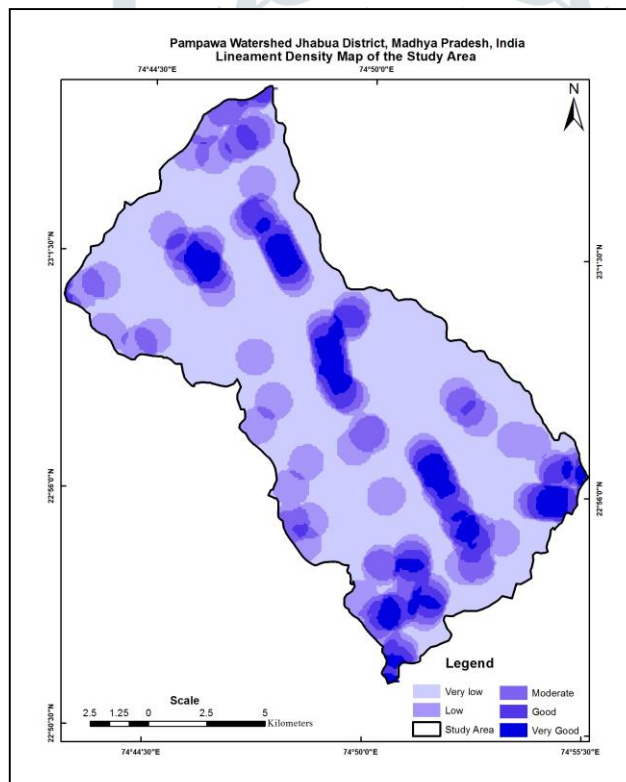 Pampawa Watershed Jhabua District, Madhya Pradesh, India
Lineament Density Map of the Study Area
74°44'30"E 74°50'0"E
N
23°1'30"N 23°1'30"N
22°56'0"N 22°56'0"N
22°50'30"N 22°50'30"N
Legend
Very low Moderate
Low Good
Study Area Very Good
Scale
2.5 1.25 0 2.5 5
Kilometers
74°44'30"E 74°50'0"E 74°55'30"E